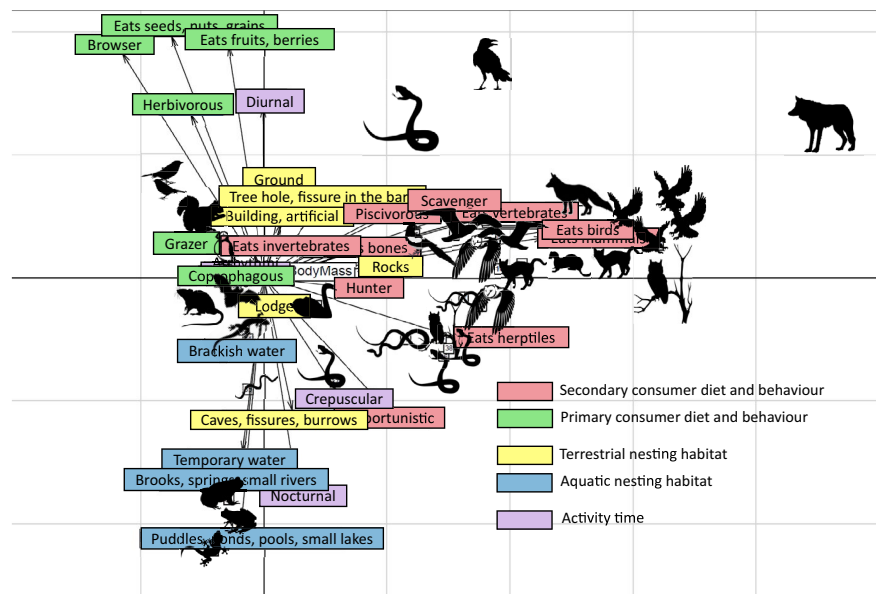 Eats seeds, nuts, grains
Browser
Eats fruits, berries
Herbivorous
Diurnal
Ground
Tree hole, fissure in the bar
Scavenger
Building, artificial
Piscivorous
Eats vertebrates
Eats birds
Eats mammals
Grazer
Eats invertebrates
s bones
Rocks
Coprophagous
BodyMass
Hunter
Lodge
Eats herptiles
Brackish water
Crepuscular
Caves, fissures, burrows
portunistic
Temporary water
Brooks, springs, small rivers
Nocturnal
Puddles, ponds, pools, small lakes
Secondary consumer diet and behaviour
Primary consumer diet and behaviour
Terrestrial nesting habitat
Aquatic nesting habitat
Activity time